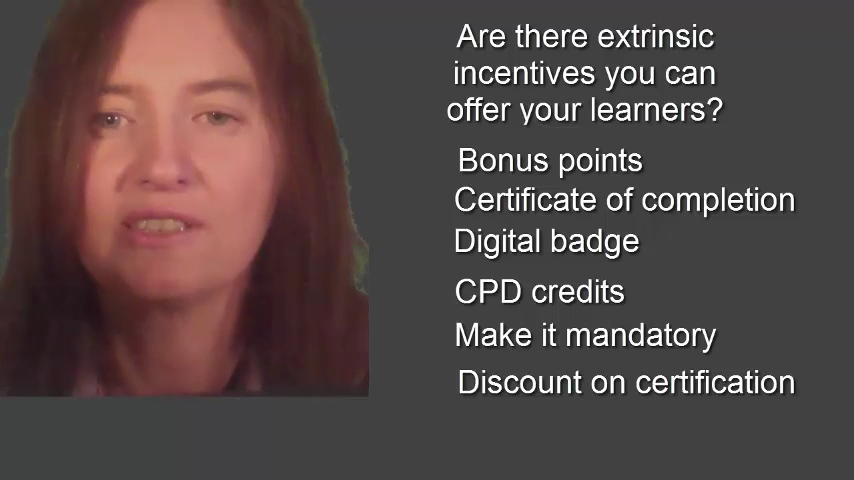 Are there extrinsic
incentives you can
offer your learners?
Bonus points
Certificate of completion
Digital badge
CPD credits
Make it mandatory
Discount on certification